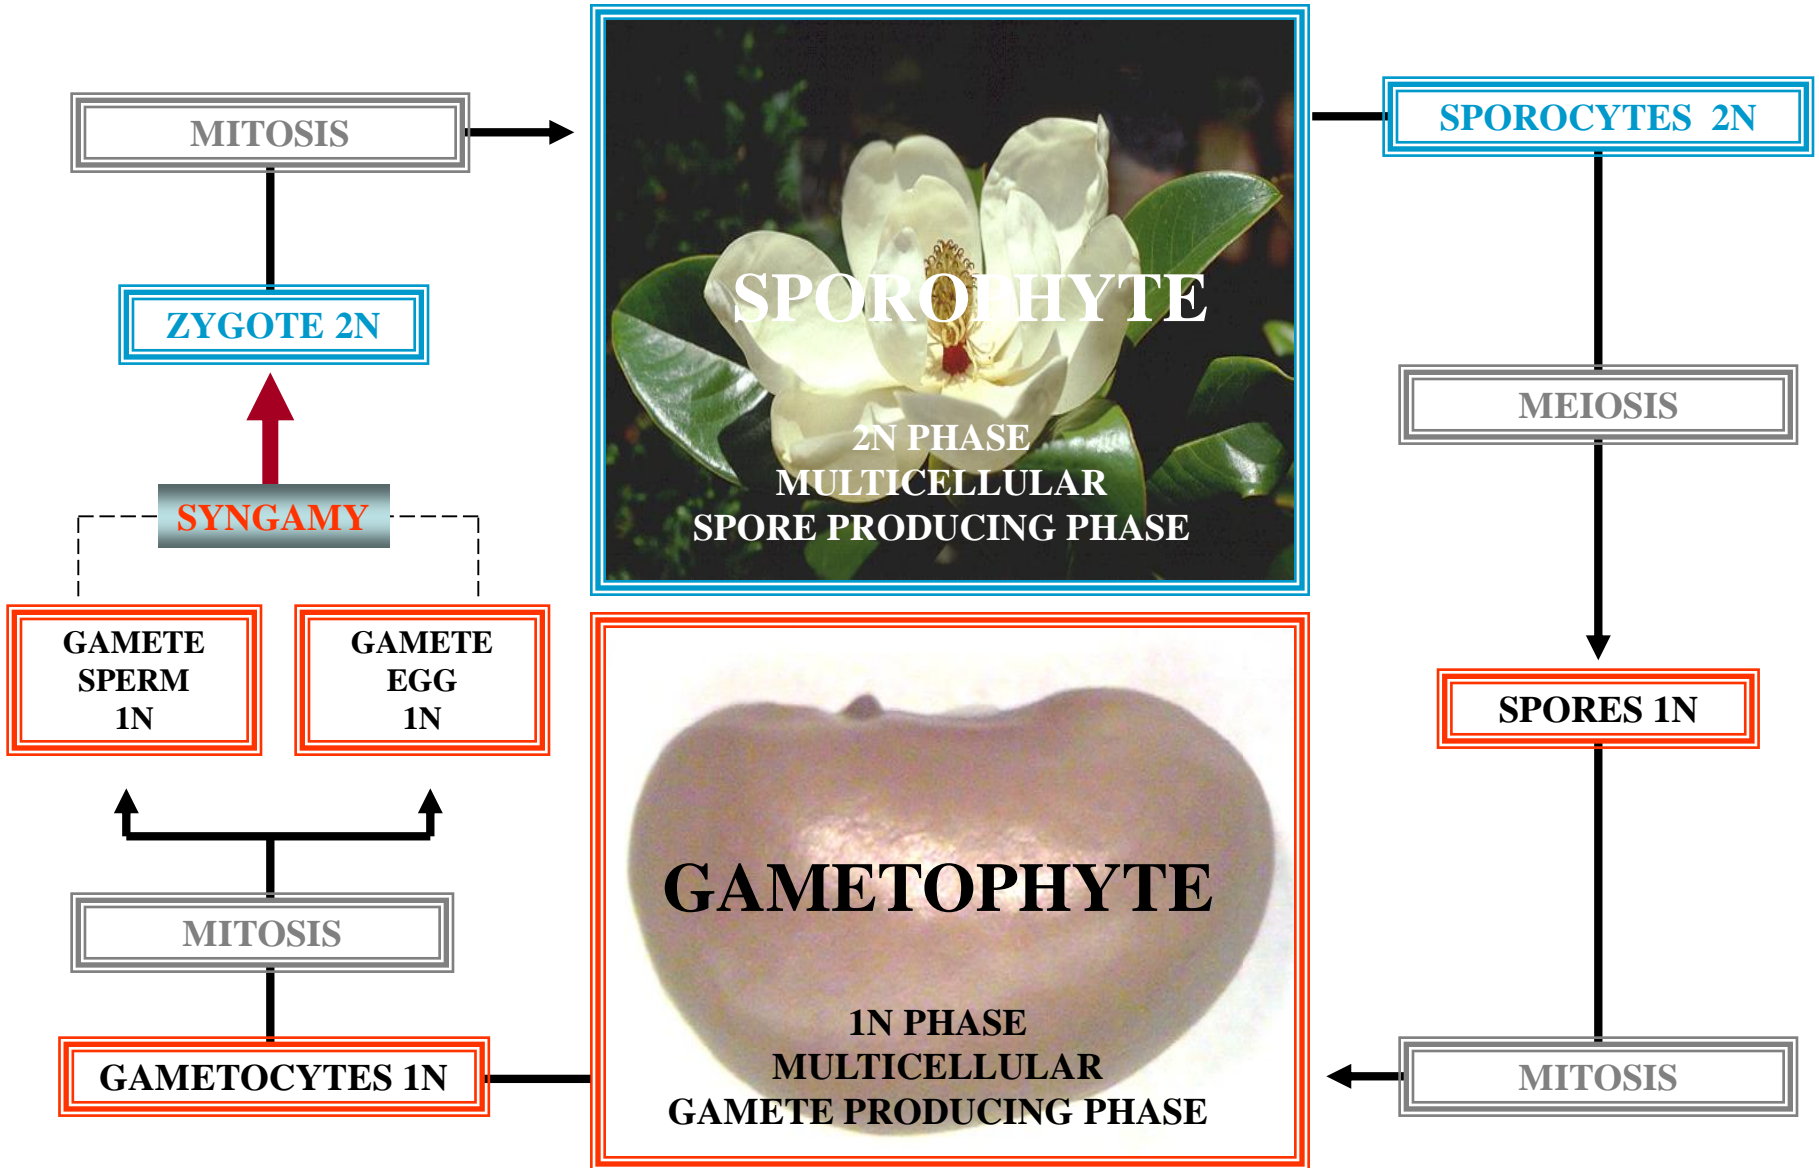 MITOSIS
SPOROPHYTE
2N PHASE
MULTICELLULAR
SPORE PRODUCING PHASE
SPOROCYTES 2N
ZYGOTE 2N
MEIOSIS
SYNGAMY
GAMETE
SPERM
1N
GAMETE
EGG
1N
SPORES 1N
MITOSIS
GAMETOCYTES 1N
GAMETOPHYTE
1N PHASE
MULTICELLULAR
GAMETE PRODUCING PHASE
MITOSIS